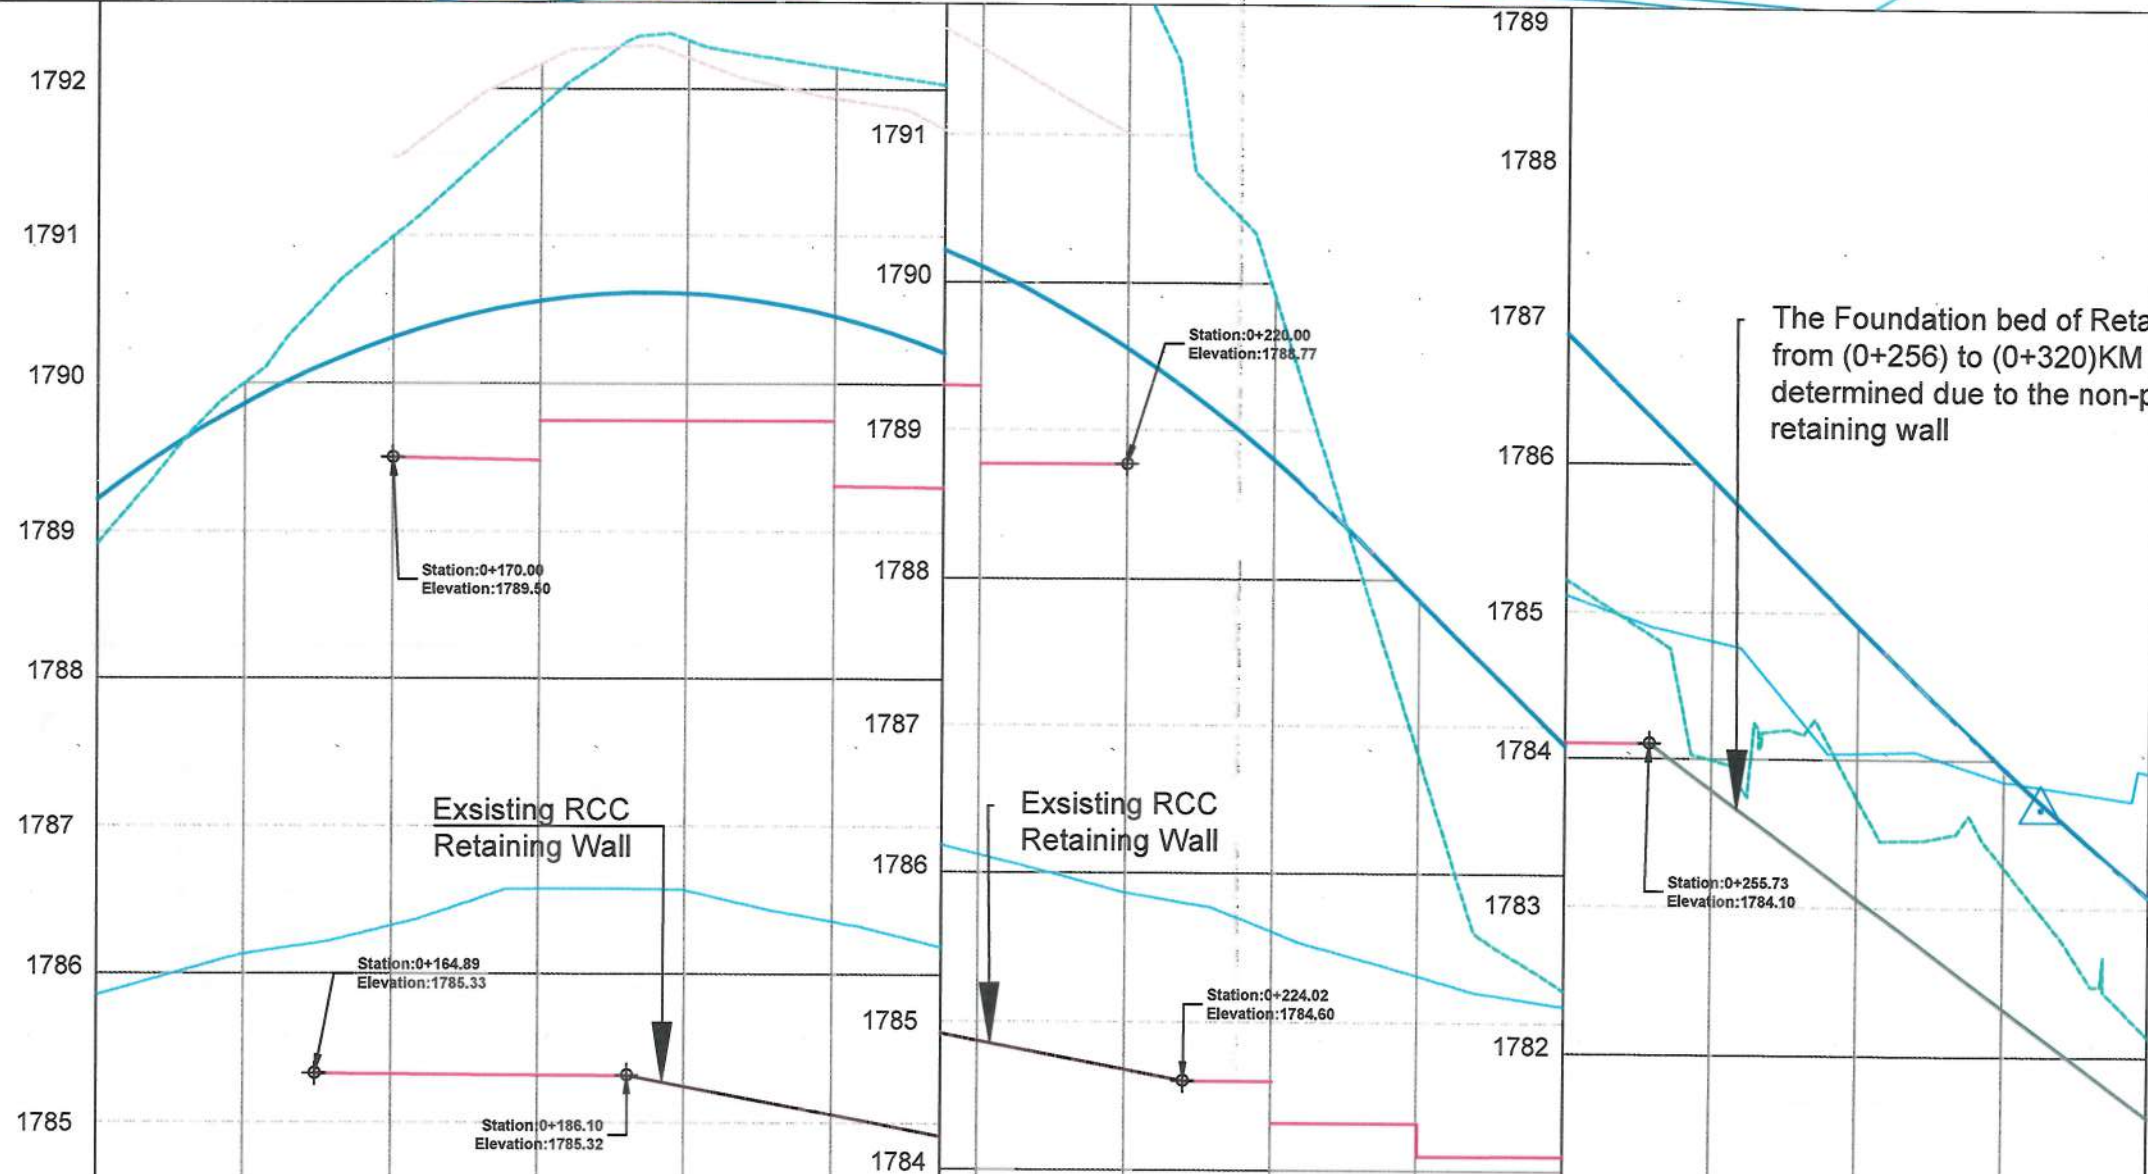 1792
1791
1790
1789
1788
1787
1786
1785
Station:0+170.00
Elevation:1789.50
Exsisting RCC
Retaining Wall
Station:0+164.89
Elevation:1785.33
Station:0+186.10
Elevation:1785.32
1791
1790
1789
1788
1787
1786
1785
1784
Station:0+220.00
Elevation:1788.77
Exsisting RCC
Retaining Wall
Station:0+224.02
Elevation:1784.60
1789
1788
1787
1786
1785
1784
1783
1782
The Foundation bed of Reta
from (0+256) to (0+320)KM
determined due to the non-p
retaining wall
Station:0+255.73
Elevation:1784.10